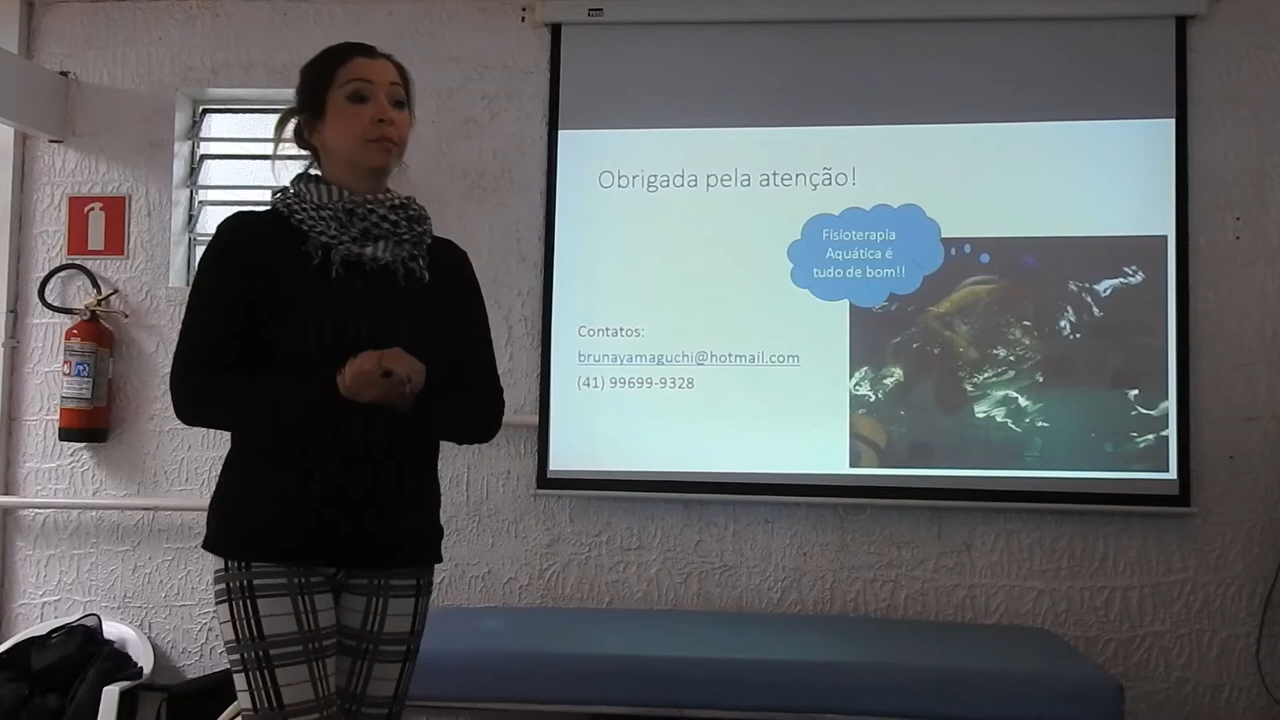 Obrigada pela atenção!
Fisioterapia
Aquática é
tudo de bom!!
Contatos:
brunayamaguchi@hotmail.com
(41) 99699-9328